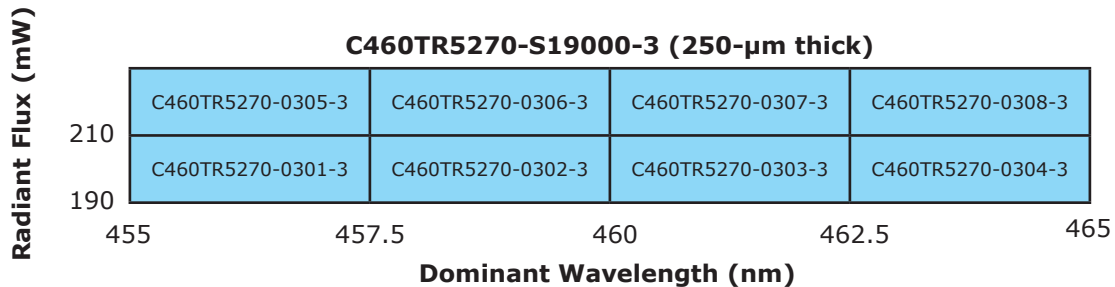 C460TR5270-S19000-3 (250-µm thick)
Radiant Flux (mW)
C460TR5270-0305-3 C460TR5270-0306-3 C460TR5270-0307-3 C460TR5270-0308-3
210
C460TR5270-0301-3 C460TR5270-0302-3 C460TR5270-0303-3 C460TR5270-0304-3
190
455 457.5 460 462.5 465
Dominant Wavelength (nm)